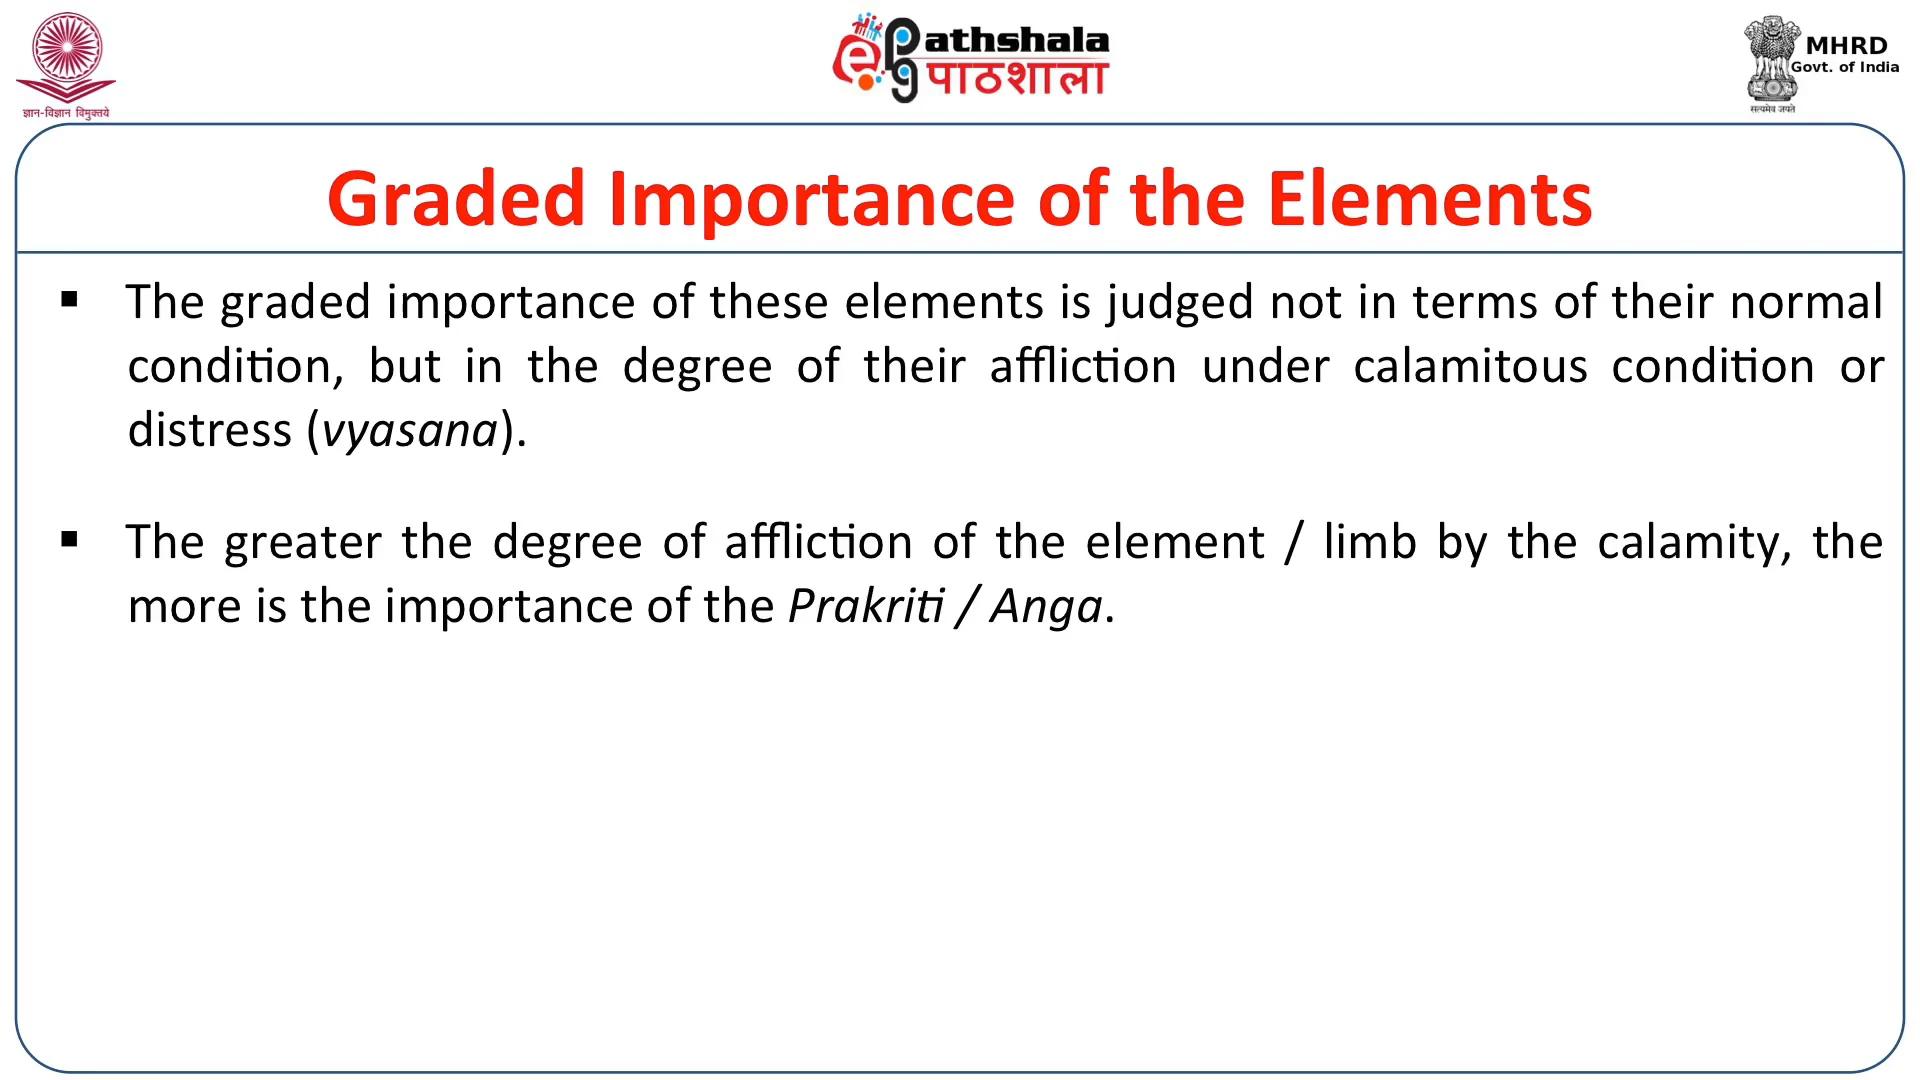 ज्ञान-विज्ञान विमुक्तये
e pg Pathshala
पाठशाला
MHRD
Govt. of India
सत्यमेव जयते
Graded Importance of the Elements
▪ The graded importance of these elements is judged not in terms of their normal
condition, but in the degree of their affliction under calamitous condition or
distress (vyasana).
▪ The greater the degree of affliction of the element / limb by the calamity, the
more is the importance of the Prakriti / Anga.